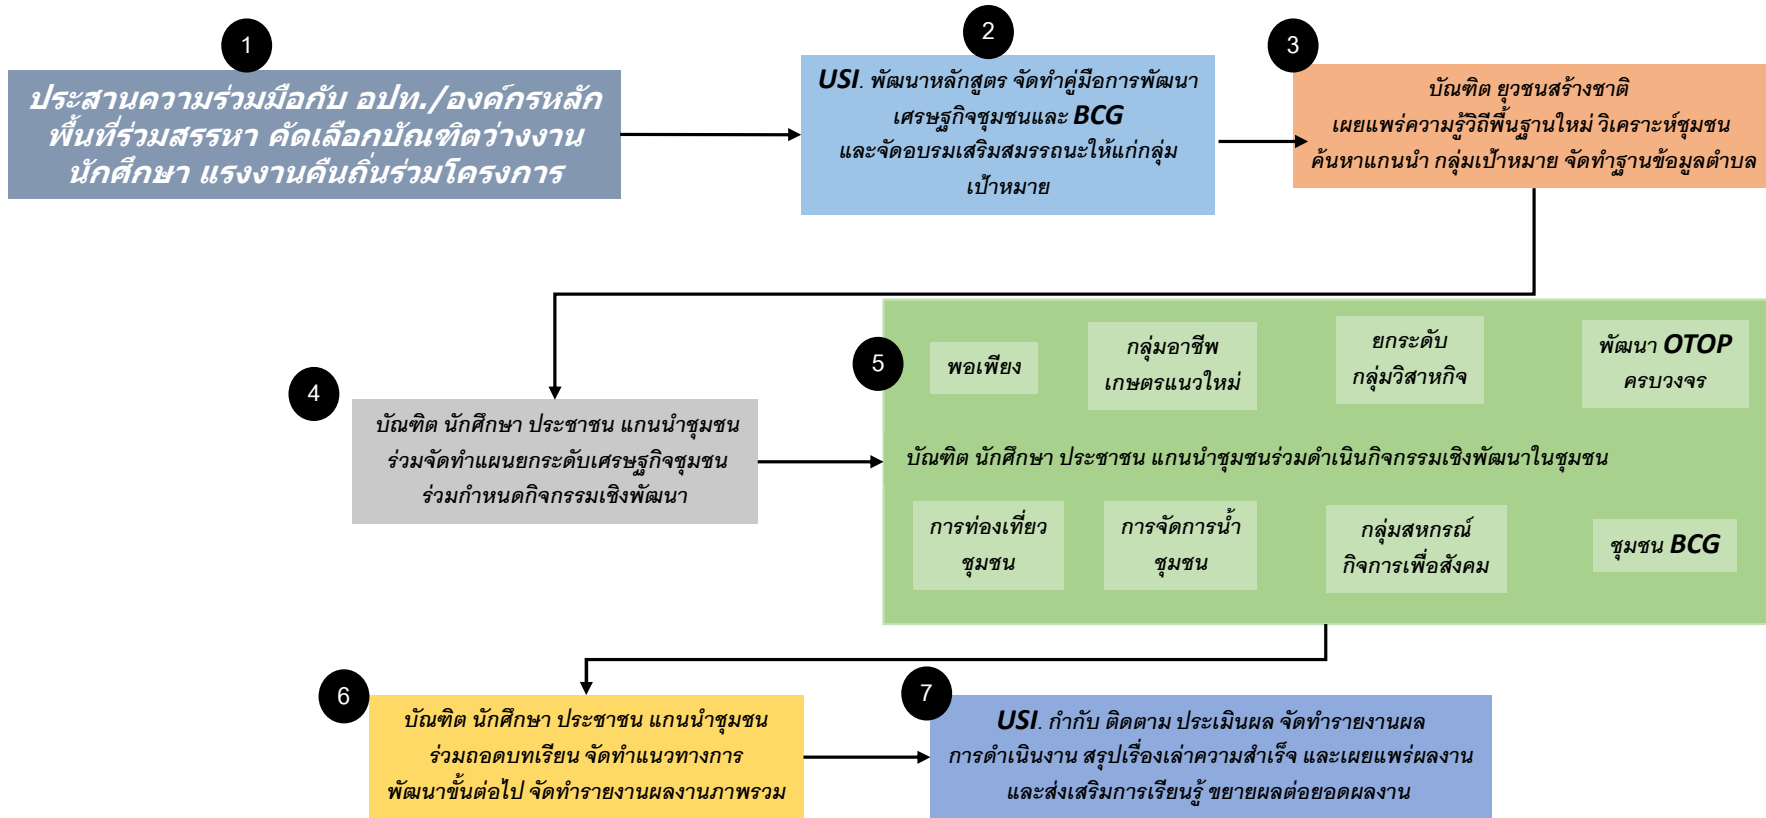 1
ประสานความร่วมมือกับ อปท./องค์กรหลัก
พื้นที่ร่วมสรรหา คัดเลือกบัณฑิตว่างงาน
นักศึกษา แรงงานคืนถิ่นร่วมโครงการ
2
USI. พัฒนาหลักสูตร จัดทำคู่มือการพัฒนา
เศรษฐกิจชุมชนและ BCG
และจัดอบรมเสริมสมรรถนะให้แก่กลุ่ม
เป้าหมาย
3
บัณฑิต ยุวชนสร้างชาติ
เผยแพร่ความรู้วิถีพื้นฐานใหม่ วิเคราะห์ชุมชน
ค้นหาแกนนำ กลุ่มเป้าหมาย จัดทำฐานข้อมูลตำบล
4
บัณฑิต นักศึกษา ประชาชน แกนนำชุมชน
ร่วมจัดทำแผนยกระดับเศรษฐกิจชุมชน
ร่วมกำหนดกิจกรรมเชิงพัฒนา
5
พอเพียง
กลุ่มอาชีพ
เกษตรแนวใหม่
ยกระดับ
กลุ่มวิสาหกิจ
พัฒนา OTOP
ครบวงจร
บัณฑิต นักศึกษา ประชาชน แกนนำชุมชนร่วมดำเนินกิจกรรมเชิงพัฒนาในชุมชน
การท่องเที่ยว
ชุมชน
การจัดการน้ำ
ชุมชน
กลุ่มสหกรณ์
กิจการเพื่อสังคม
ชุมชน BCG
6
บัณฑิต นักศึกษา ประชาชน แกนนำชุมชน
ร่วมถอดบทเรียน จัดทำแนวทางการ
พัฒนาขั้นต่อไป จัดทำรายงานผลงานภาพรวม
7
USI. กำกับ ติดตาม ประเมินผล จัดทำรายงานผล
การดำเนินงาน สรุปเรื่องเล่าความสำเร็จ และเผยแพร่ผลงาน
และส่งเสริมการเรียนรู้ ขยายผลต่อยอดผลงาน